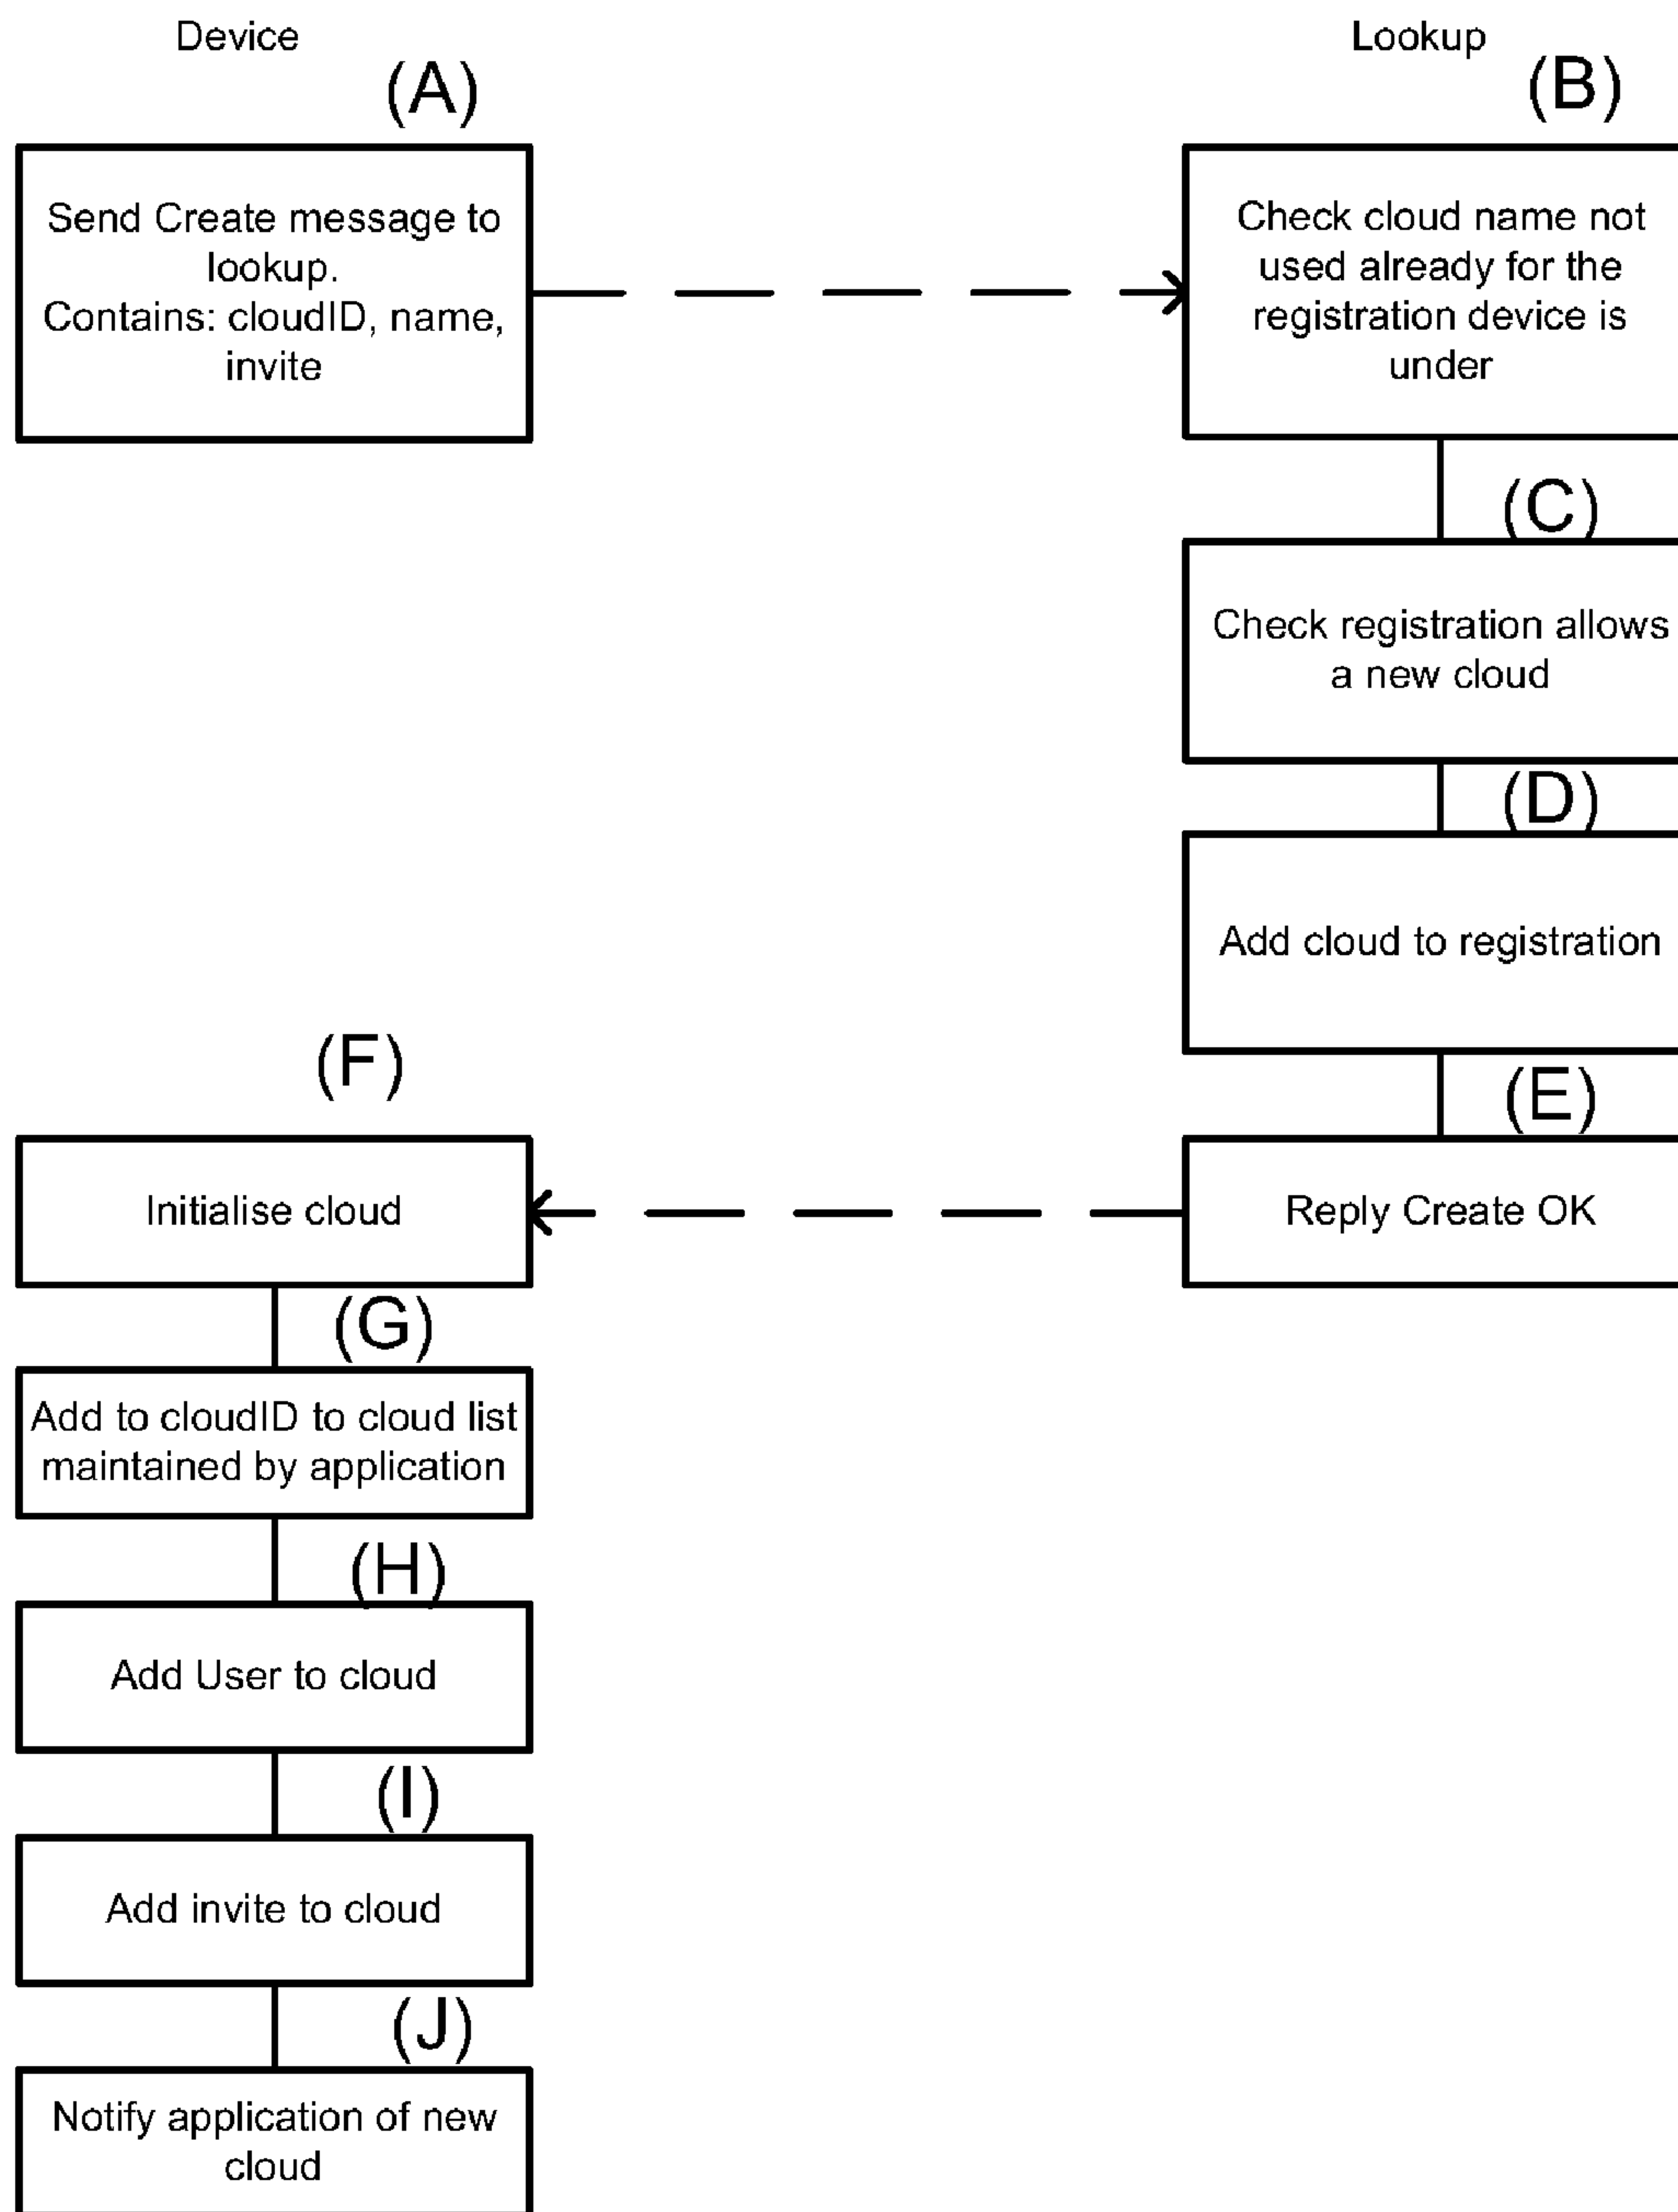 Device
Lookup
(A)
(B)
Send Create message to
lookup.
Contains: cloudID, name,
invite
Check cloud name not
used already for the
registration device is
under
(C)
Check registration allows
a new cloud
(D)
Add cloud to registration
(E)
Reply Create OK
(F)
Initialise cloud
(G)
Add to cloudID to cloud list
maintained by application
(H)
Add User to cloud
(I)
Add invite to cloud
(J)
Notify application of new
cloud